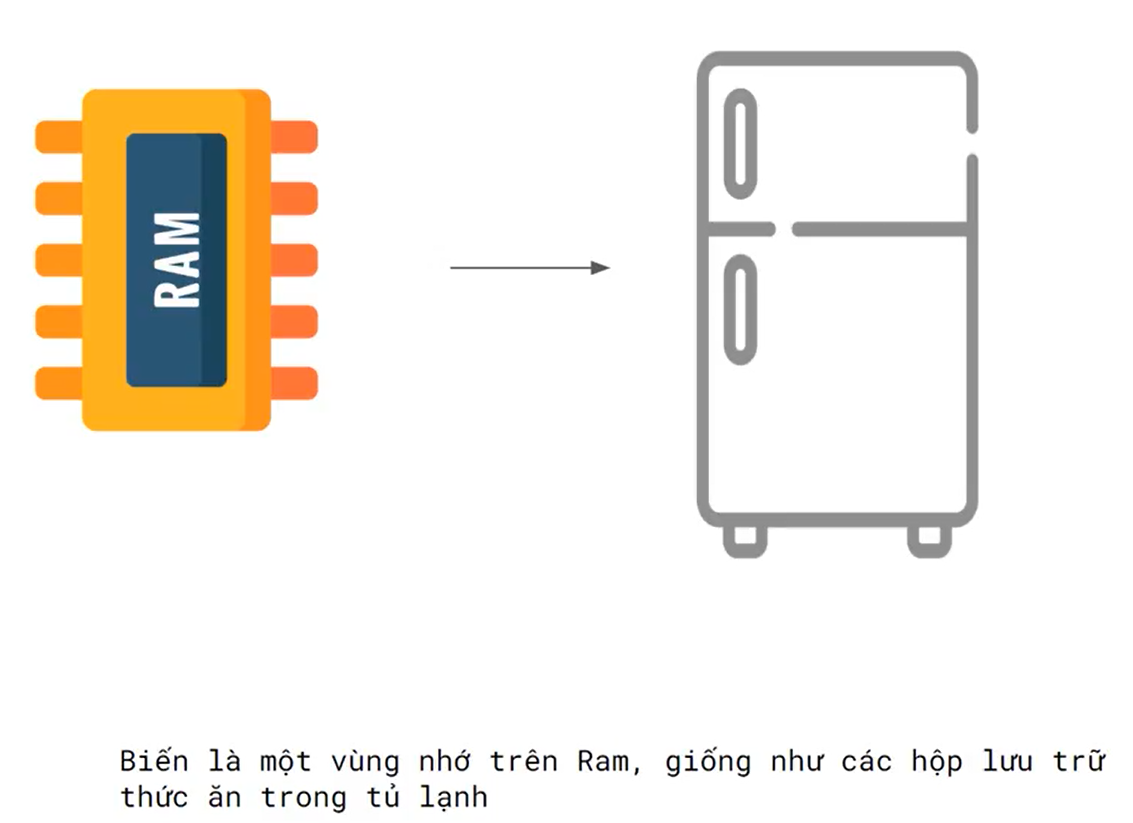 RAM
Biến là một vùng nhớ trên Ram, giống như các hộp lưu trữ
thức ăn trong tủ lạnh